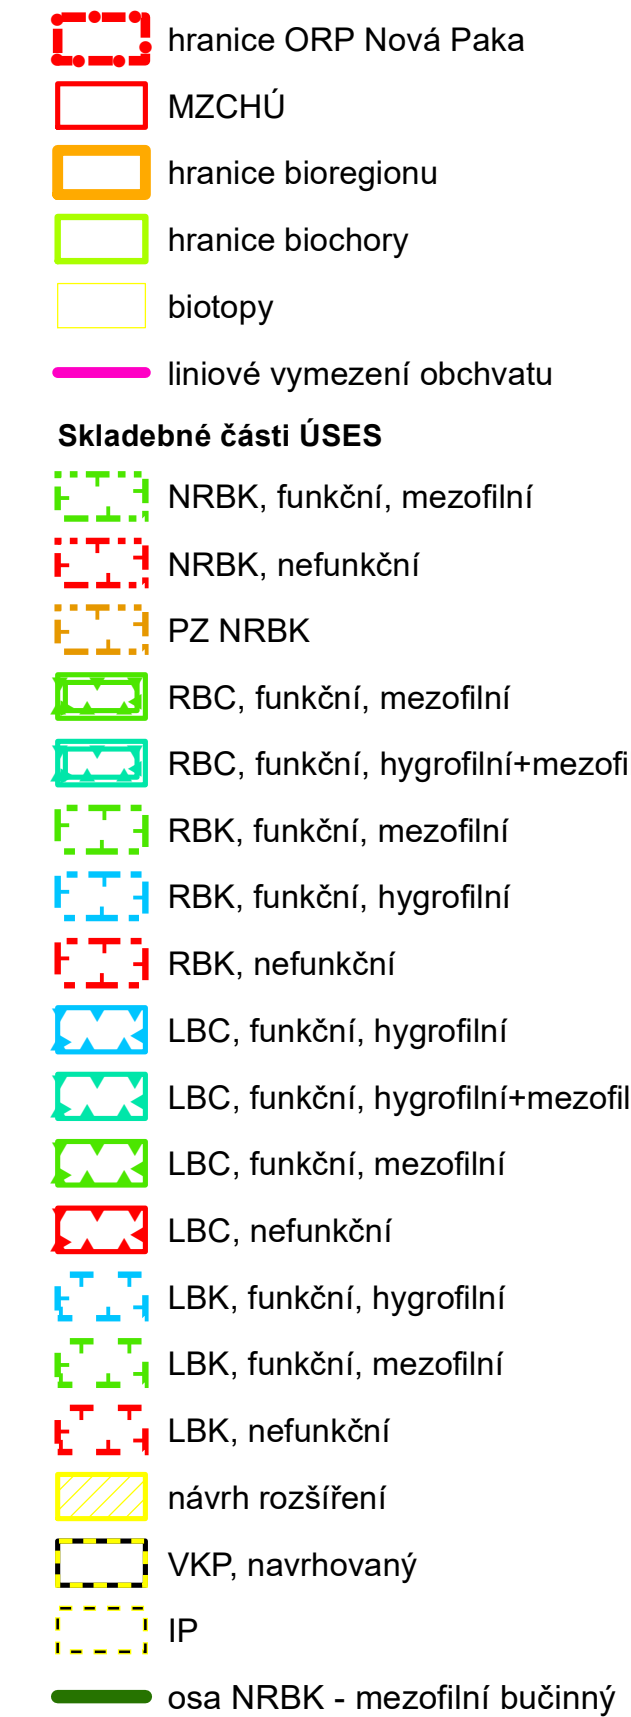 hranice ORP Nová Paka
MZCHÚ
hranice bioregionu
hranice biochory
biotopy
liniové vymezení obchvatu
Skladebné části ÚSES
NRBK, funkční, mezofilní
NRBK, nefunkční
PZ NRBK
RBC, funkční, mezofilní
RBC, funkční, hygrofilní+mezofi
RBK, funkční, mezofilní
RBK, funkční, hygrofilní
RBK, nefunkční
LBC, funkční, hygrofilní
LBC, funkční, hygrofilní+mezofil
LBC, funkční, mezofilní
LBC, nefunkční
LBK, funkční, hygrofilní
LBK, funkční, mezofilní
LBK, nefunkční
návrh rozšíření
VKP, navrhovaný
IP
osa NRBK - mezofilní bučinný